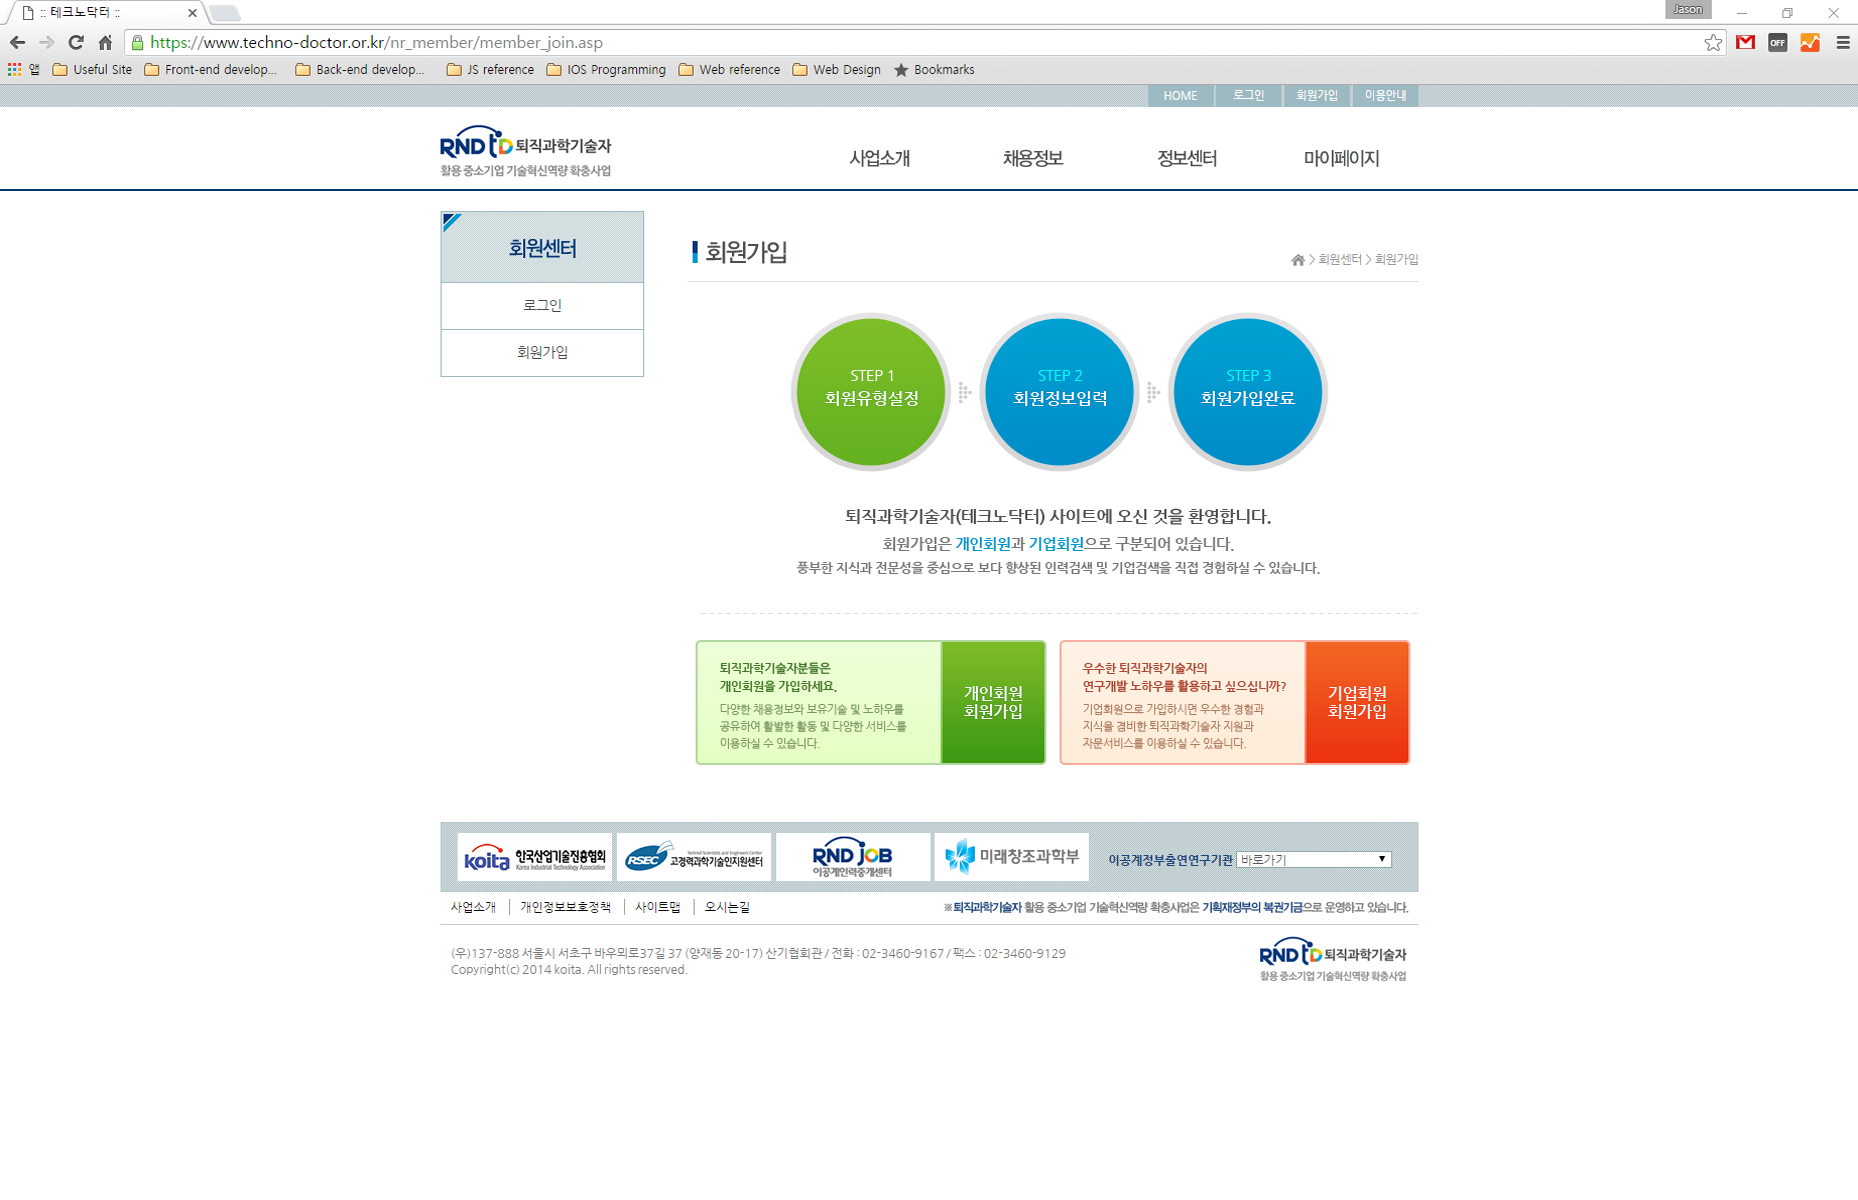 :: 테크노닥터 ::
Jason
https://www.techno-doctor.or.kr/nr_member/member_join.asp
OFF
앱 Useful Site Front-end develop... Back-end develop... JS reference IOS Programming Web reference Web Design Bookmarks
HOME 로그인 회원가입 이용안내
RND tD 퇴직과학기술자
활용 중소기업 기술혁신역량 확충사업
사업소개 채용정보 정보센터 마이페이지
회원센터
로그인
회원가입
회원가입
> 회원센터 > 회원가입
STEP 1
회원유형설정
STEP 2
회원정보입력
STEP 3
회원가입완료
퇴직과학기술자(테크노닥터) 사이트에 오신 것을 환영합니다.
회원가입은 개인회원과 기업회원으로 구분되어 있습니다.
풍부한 지식과 전문성을 중심으로 보다 향상된 인력검색 및 기업검색을 직접 경험하실 수 있습니다.
퇴직과학기술자분들은
개인회원을 가입하세요.
다양한 채용정보와 보유기술 및 노하우를
공유하여 활발한 활동 및 다양한 서비스를
이용하실 수 있습니다.
개인회원
회원가입
우수한 퇴직과학기술자의
연구개발 노하우를 활용하고 싶으십니까?
기업회원으로 가입하시면 우수한 경험과
지식을 겸비한 퇴직과학기술자 지원과
자문서비스를 이용하실 수 있습니다.
기업회원
회원가입
koita 한국산업기술진흥협회
Korea Industrial Technology Association
RSEC Retired Scientists and Engineers Center
고경력과학기술인지원센터
RND JOB
이공계인력중개센터
미래창조과학부
이공계정부출연연구기관 바로가기
사업소개 개인정보보호정책 사이트맵 오시는길
※퇴직과학기술자 활용 중소기업 기술혁신역량 확충사업은 기획재정부의 복권기금으로 운영하고 있습니다.
(우)137-888 서울시 서초구 바우뫼로37길 37 (양재동 20-17) 산기협회관 / 전화 : 02-3460-9167 / 팩스 : 02-3460-9129
Copyright(c) 2014 koita. All rights reserved.
RND tD 퇴직과학기술자
활용 중소기업 기술혁신역량 확충사업